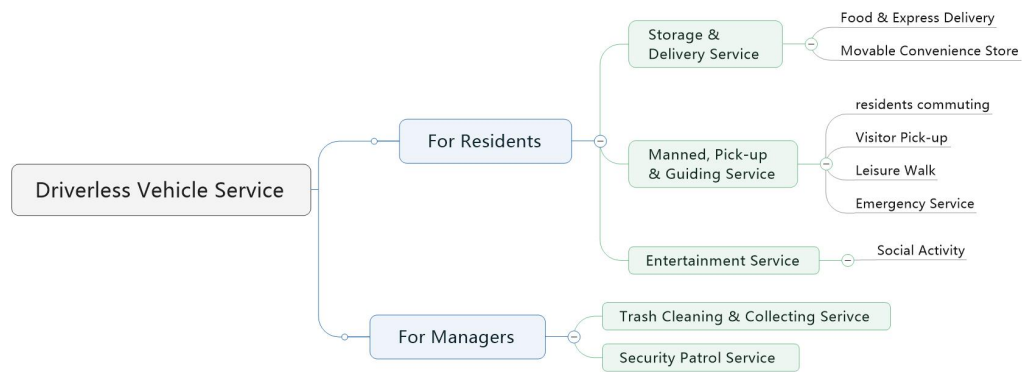 Driverless Vehicle Service
For Residents
Storage &
Delivery Service
Food & Express Delivery
Movable Convenience Store
Manned, Pick-up
& Guiding Service
residents commuting
Visitor Pick-up
Leisure Walk
Emergency Service
Entertainment Service
Social Activity
For Managers
Trash Cleaning & Collecting Serivce
Security Patrol Service